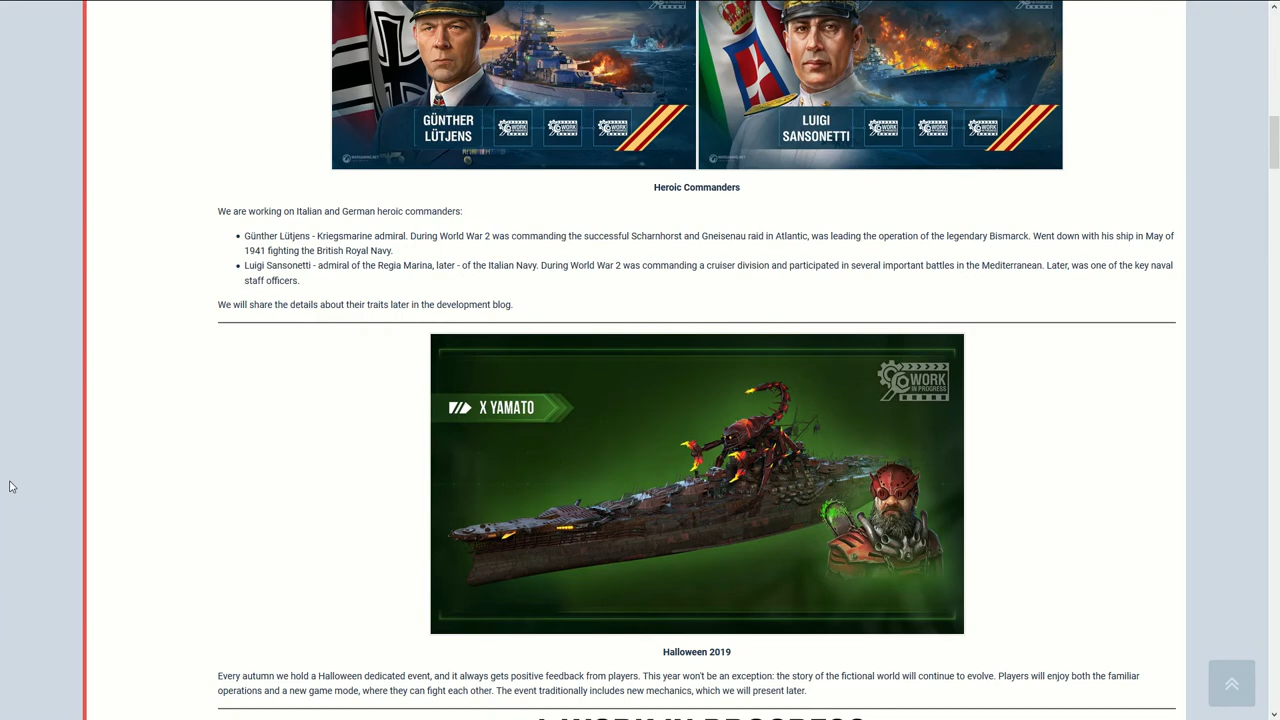 GÜNTHER
LÜTJENS
WORK
WORK
WORK
WARGAMING.NET
LUIGI
SANSONETTI
WORK
WORK
WORK
WARGAMING.NET
Heroic Commanders
We are working on Italian and German heroic commanders:
Günther Lütjens - Kriegsmarine admiral. During World War 2 was commanding the successful Scharnhorst and Gneisenau raid in Atlantic, was leading the operation of the legendary Bismarck. Went down with his ship in May of
1941 fighting the British Royal Navy.
Luigi Sansonetti - admiral of the Regia Marina, later - of the Italian Navy. During World War 2 was commanding a cruiser division and participated in several important battles in the Mediterranean. Later, was one of the key naval
staff officers.
We will share the details about their traits later in the development blog.
WORK
IN PROGRESS
X YAMATO
Halloween 2019
Every autumn we hold a Halloween dedicated event, and it always gets positive feedback from players. This year won't be an exception: the story of the fictional world will continue to evolve. Players will enjoy both the familiar
operations and a new game mode, where they can fight each other. The event traditionally includes new mechanics, which we will present later.
WORK IN PROGRESS